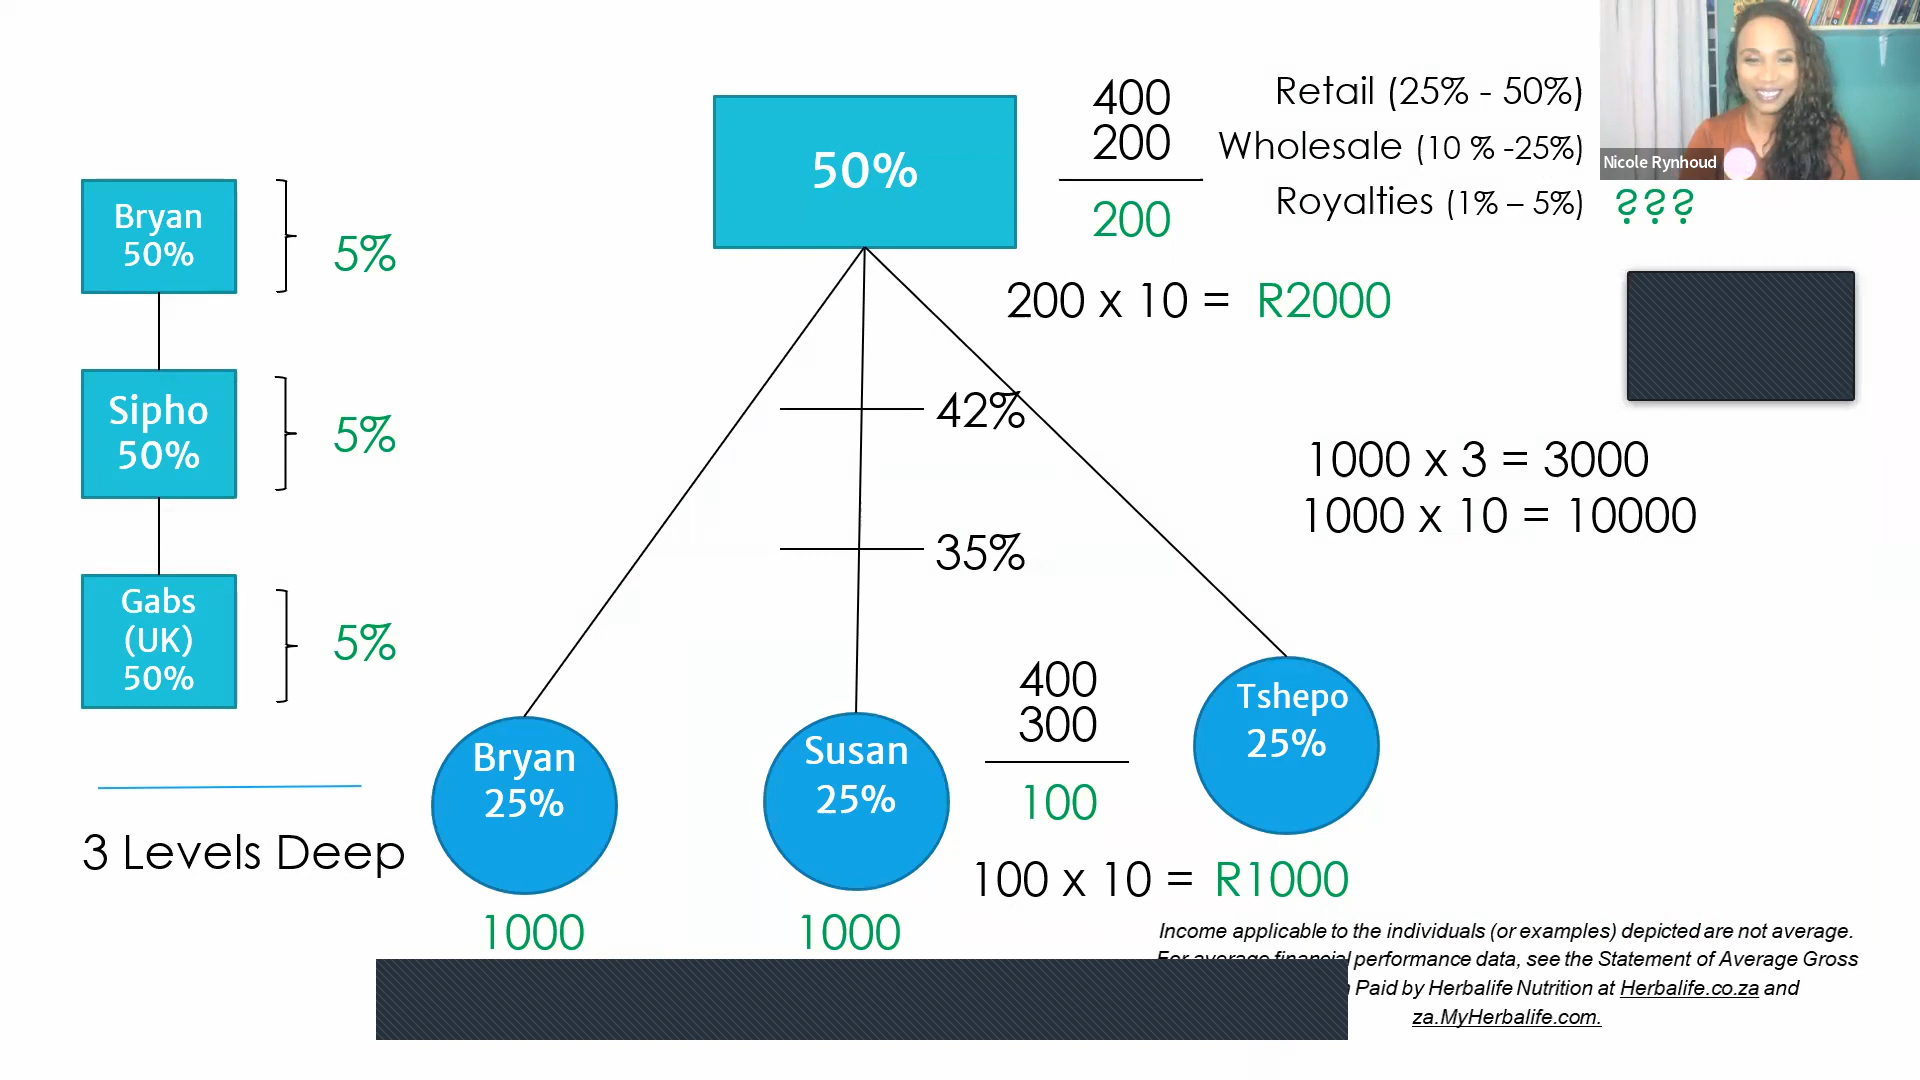 Bryan
50%
5%
Sipho
50%
5%
Gabs
(UK)
50%
5%
3 Levels Deep
50%
400
200
200
Retail (25% - 50%)
Wholesale (10 % -25%)
Royalties (1% – 5%) ???
Nicole Rynhoud
200 x 10 = R2000
42%
35%
1000 x 3 = 3000
1000 x 10 = 10000
Bryan
25%
1000
Susan
25%
1000
400
300
100
Tshepo
25%
100 x 10 = R1000
Income applicable to the individuals (or examples) depicted are not average.
For average financial performance data, see the Statement of Average Gross
Paid by Herbalife Nutrition at Herbalife.co.za and
za.MyHerbalife.com.